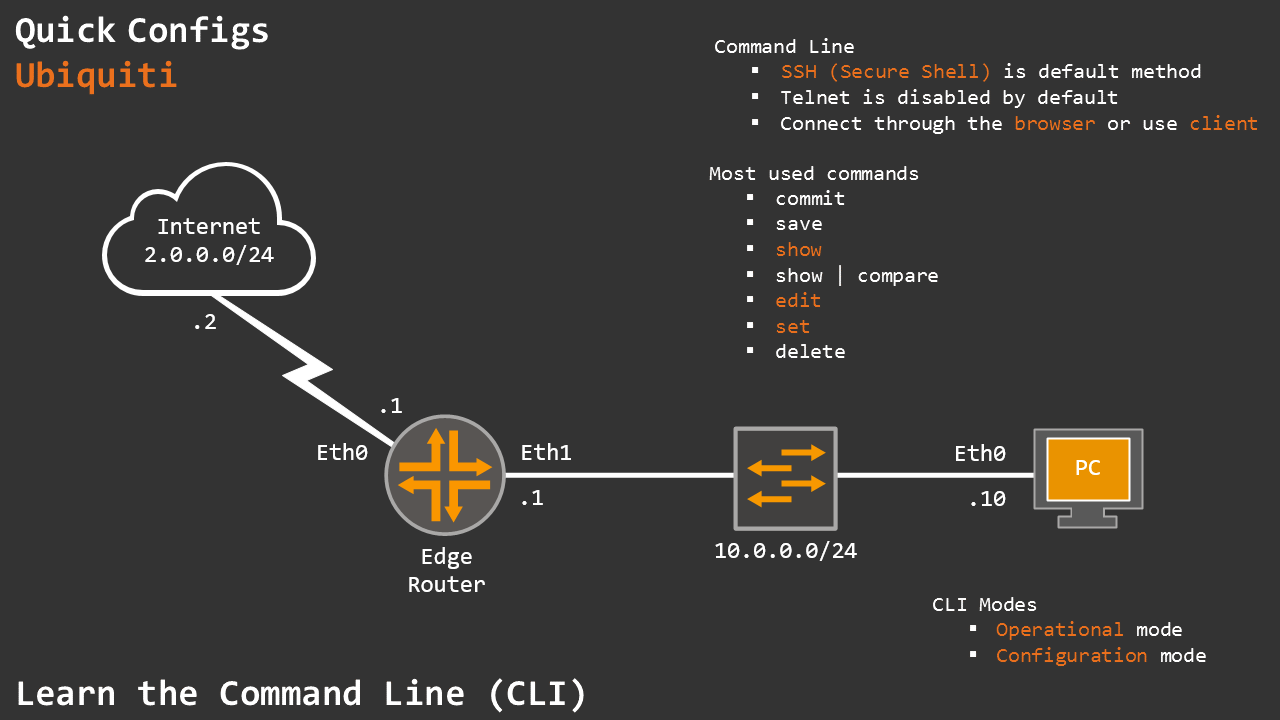 Quick Configs
Ubiquiti
Command Line
▪ SSH (Secure Shell) is default method
▪ Telnet is disabled by default
▪ Connect through the browser or use client
Most used commands
▪ commit
▪ save
▪ show
▪ show | compare
▪ edit
▪ set
▪ delete
Internet
2.0.0.0/24
.2
.1
Eth0
Eth1
.1
Edge
Router
10.0.0.0/24
Eth0
.10
PC
CLI Modes
▪ Operational mode
▪ Configuration mode
Learn the Command Line (CLI)